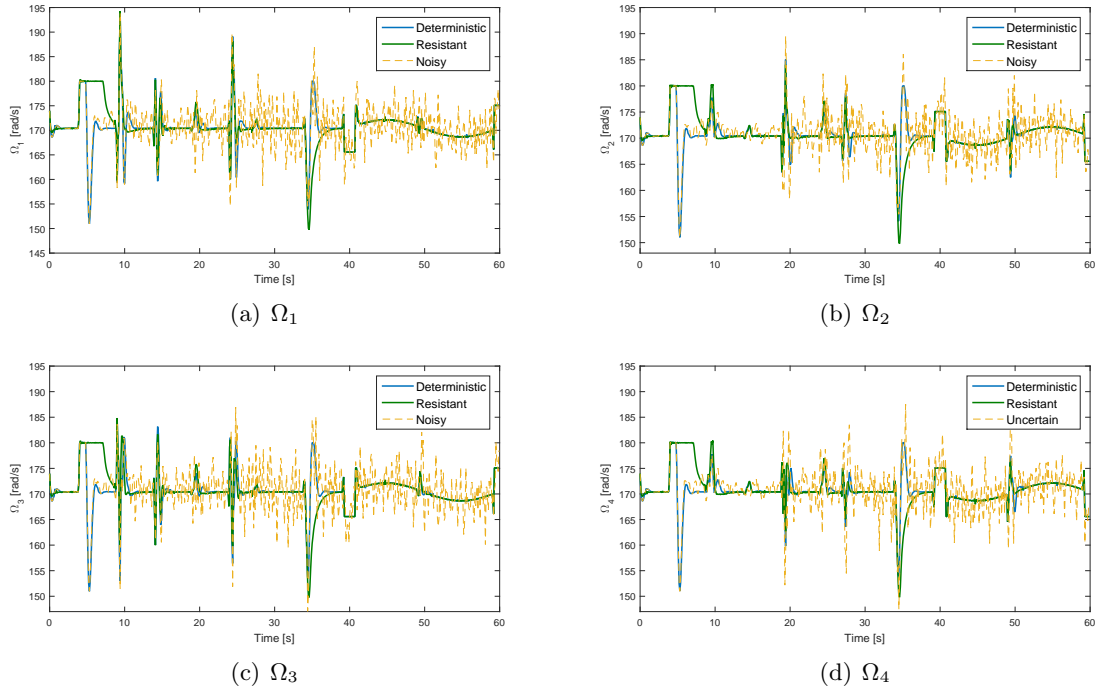 195
190
185
180
175
170
165
160
155
150
145
Ω1 [rad/s]
0 10 20 30 40 50 60
Time [s]
Deterministic
Resistant
Noisy
(a) Ω1
195
190
185
180
175
170
165
160
155
150
Ω2 [rad/s]
0 10 20 30 40 50 60
Time [s]
Deterministic
Resistant
Noisy
(b) Ω2
195
190
185
180
175
170
165
160
155
150
Ω3 [rad/s]
0 10 20 30 40 50 60
Time [s]
Deterministic
Resistant
Noisy
(c) Ω3
195
190
185
180
175
170
165
160
155
150
Ω4 [rad/s]
0 10 20 30 40 50 60
Time [s]
Deterministic
Resistant
Uncertain
(d) Ω4